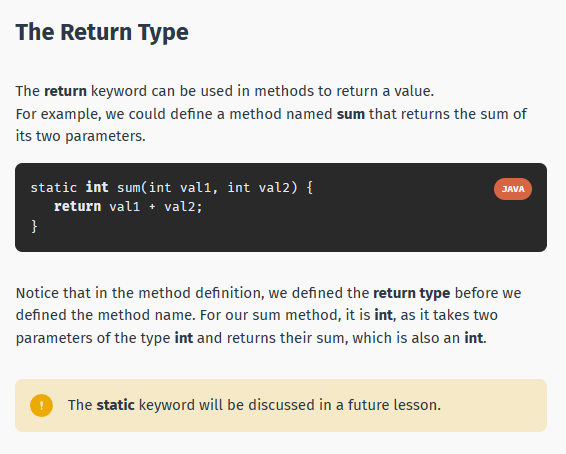 The Return Type
The return keyword can be used in methods to return a value.
For example, we could define a method named sum that returns the sum of
its two parameters.
static int sum(int val1, int val2) {
JAVA
return val1 + val2;
}
Notice that in the method definition, we defined the return type before we
defined the method name. For our sum method, it is int, as it takes two
parameters of the type int and returns their sum, which is also an int.
! The static keyword will be discussed in a future lesson.